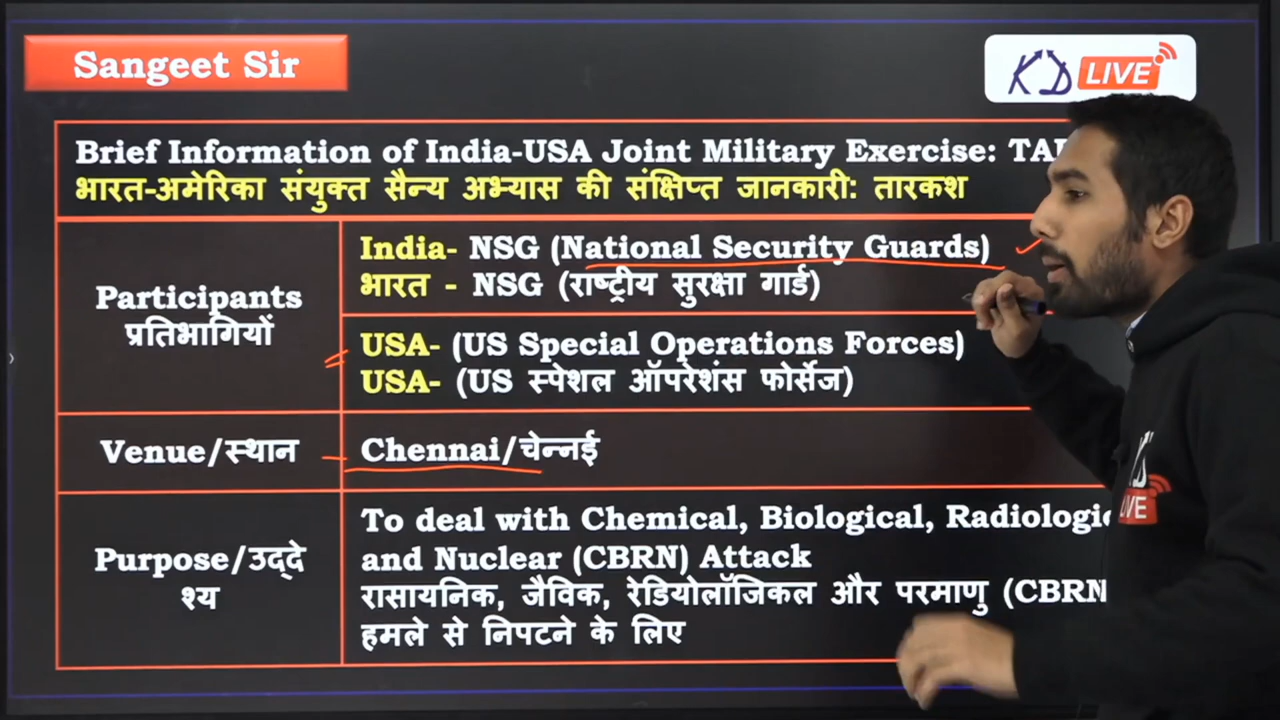 Sangeet Sir
KD LIVE
Brief Information of India-USA Joint Military Exercise:
भारत-अमेरिका संयुक्त सैन्य अभ्यास की संक्षिप्त जानकारी: तारकश
Participants
प्रतिभागियों
India- NSG (National Security Guards)
भारत - NSG (राष्ट्रीय सुरक्षा गार्ड)
USA- (US Special Operations Forces)
USA- (US स्पेशल ऑपरेशंस फोर्सेज)
Venue/स्थान
Chennai/चेन्नई
Purpose/उद्दे
श्य
To deal with Chemical, Biological,
and Nuclear (CBRN) Attack
रासायनिक, जैविक, रेडियोलॉजिकल और परमाणु (CBRN
हमले से निपटने के लिए
LIVE